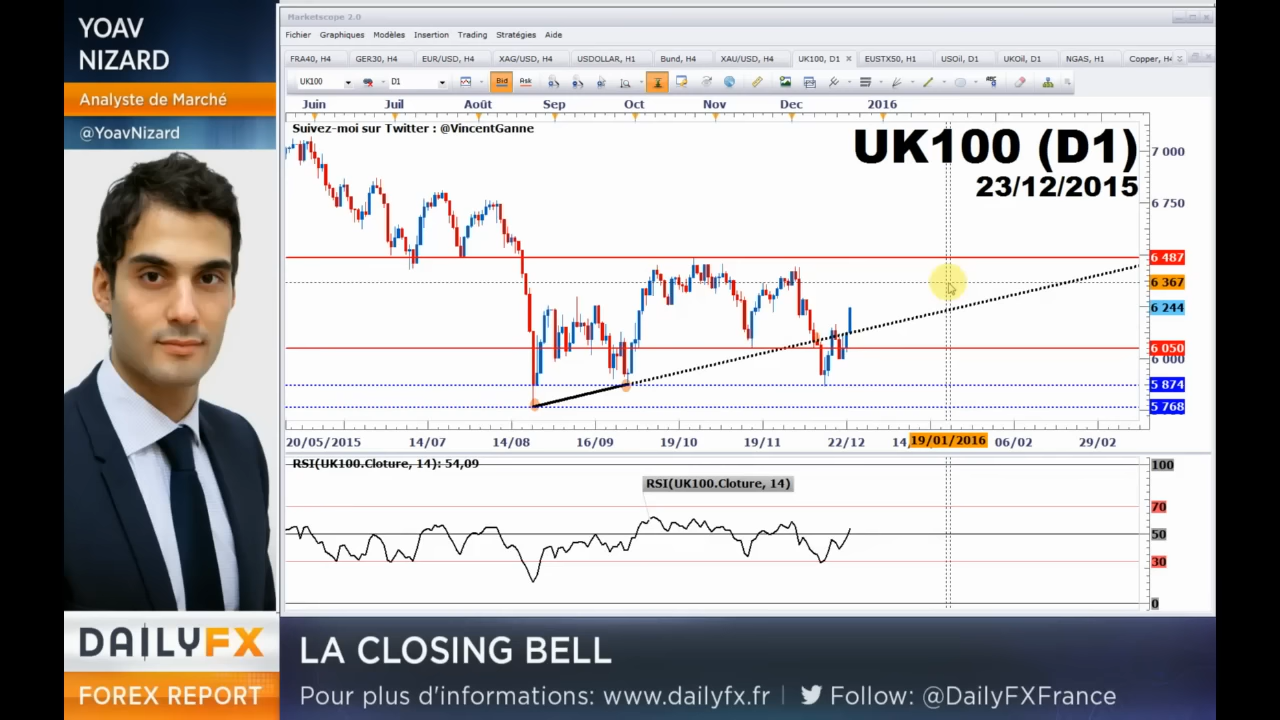 YOAV
NIZARD
Analyste de Marché
@YoavNizard
Marketscope 2.0
Fichier Graphiques Modèles Insertion Trading Stratégies Aide
FRA40, H4 GER30, H4 EUR/USD, H4 XAG/USD, H4 USDOLLAR, H1 Bund, H4 XAU/USD, H4 UK100, D1 EUSTX50, H1 USOil, D1 UKOil, D1 NGAS, H1 Copper, H4
UK100 D1 Bid Ask
Juin Juil Août Sep Oct Nov Dec 2016
Suivez-moi sur Twitter : @VincentGanne
UK100 (D1)
23/12/2015
7 000
6 750
6 487
6 367
6 244
6 050
6 000
5 874
5 768
20/05/2015 14/07 14/08 16/09 19/10 19/11 22/12 14, 19/01/2016 06/02 29/02
RSI(UK100.Cloture, 14): 54,09
RSI(UK100.Cloture, 14)
100
70
50
30
0
DAILYFX
FOREX REPORT
LA CLOSING BELL
Pour plus d'informations: www.dailyfx.fr | Follow: @DailyFXFrance